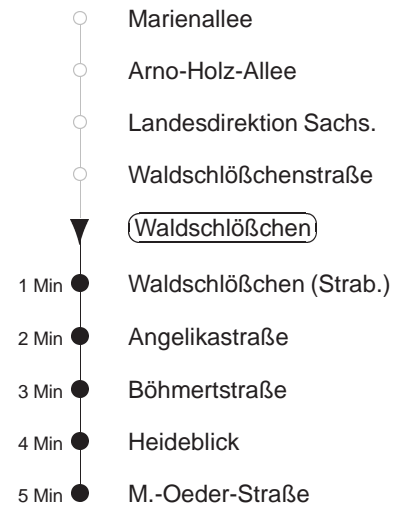 Marienallee
Arno-Holz-Allee
Landesdirektion Sachs.
Waldschlößchenstraße
Waldschlößchen
1 Min Waldschlößchen (Strab.)
2 Min Angelikastraße
3 Min Böhmertstraße
4 Min Heideblick
5 Min M.-Oeder-Straße